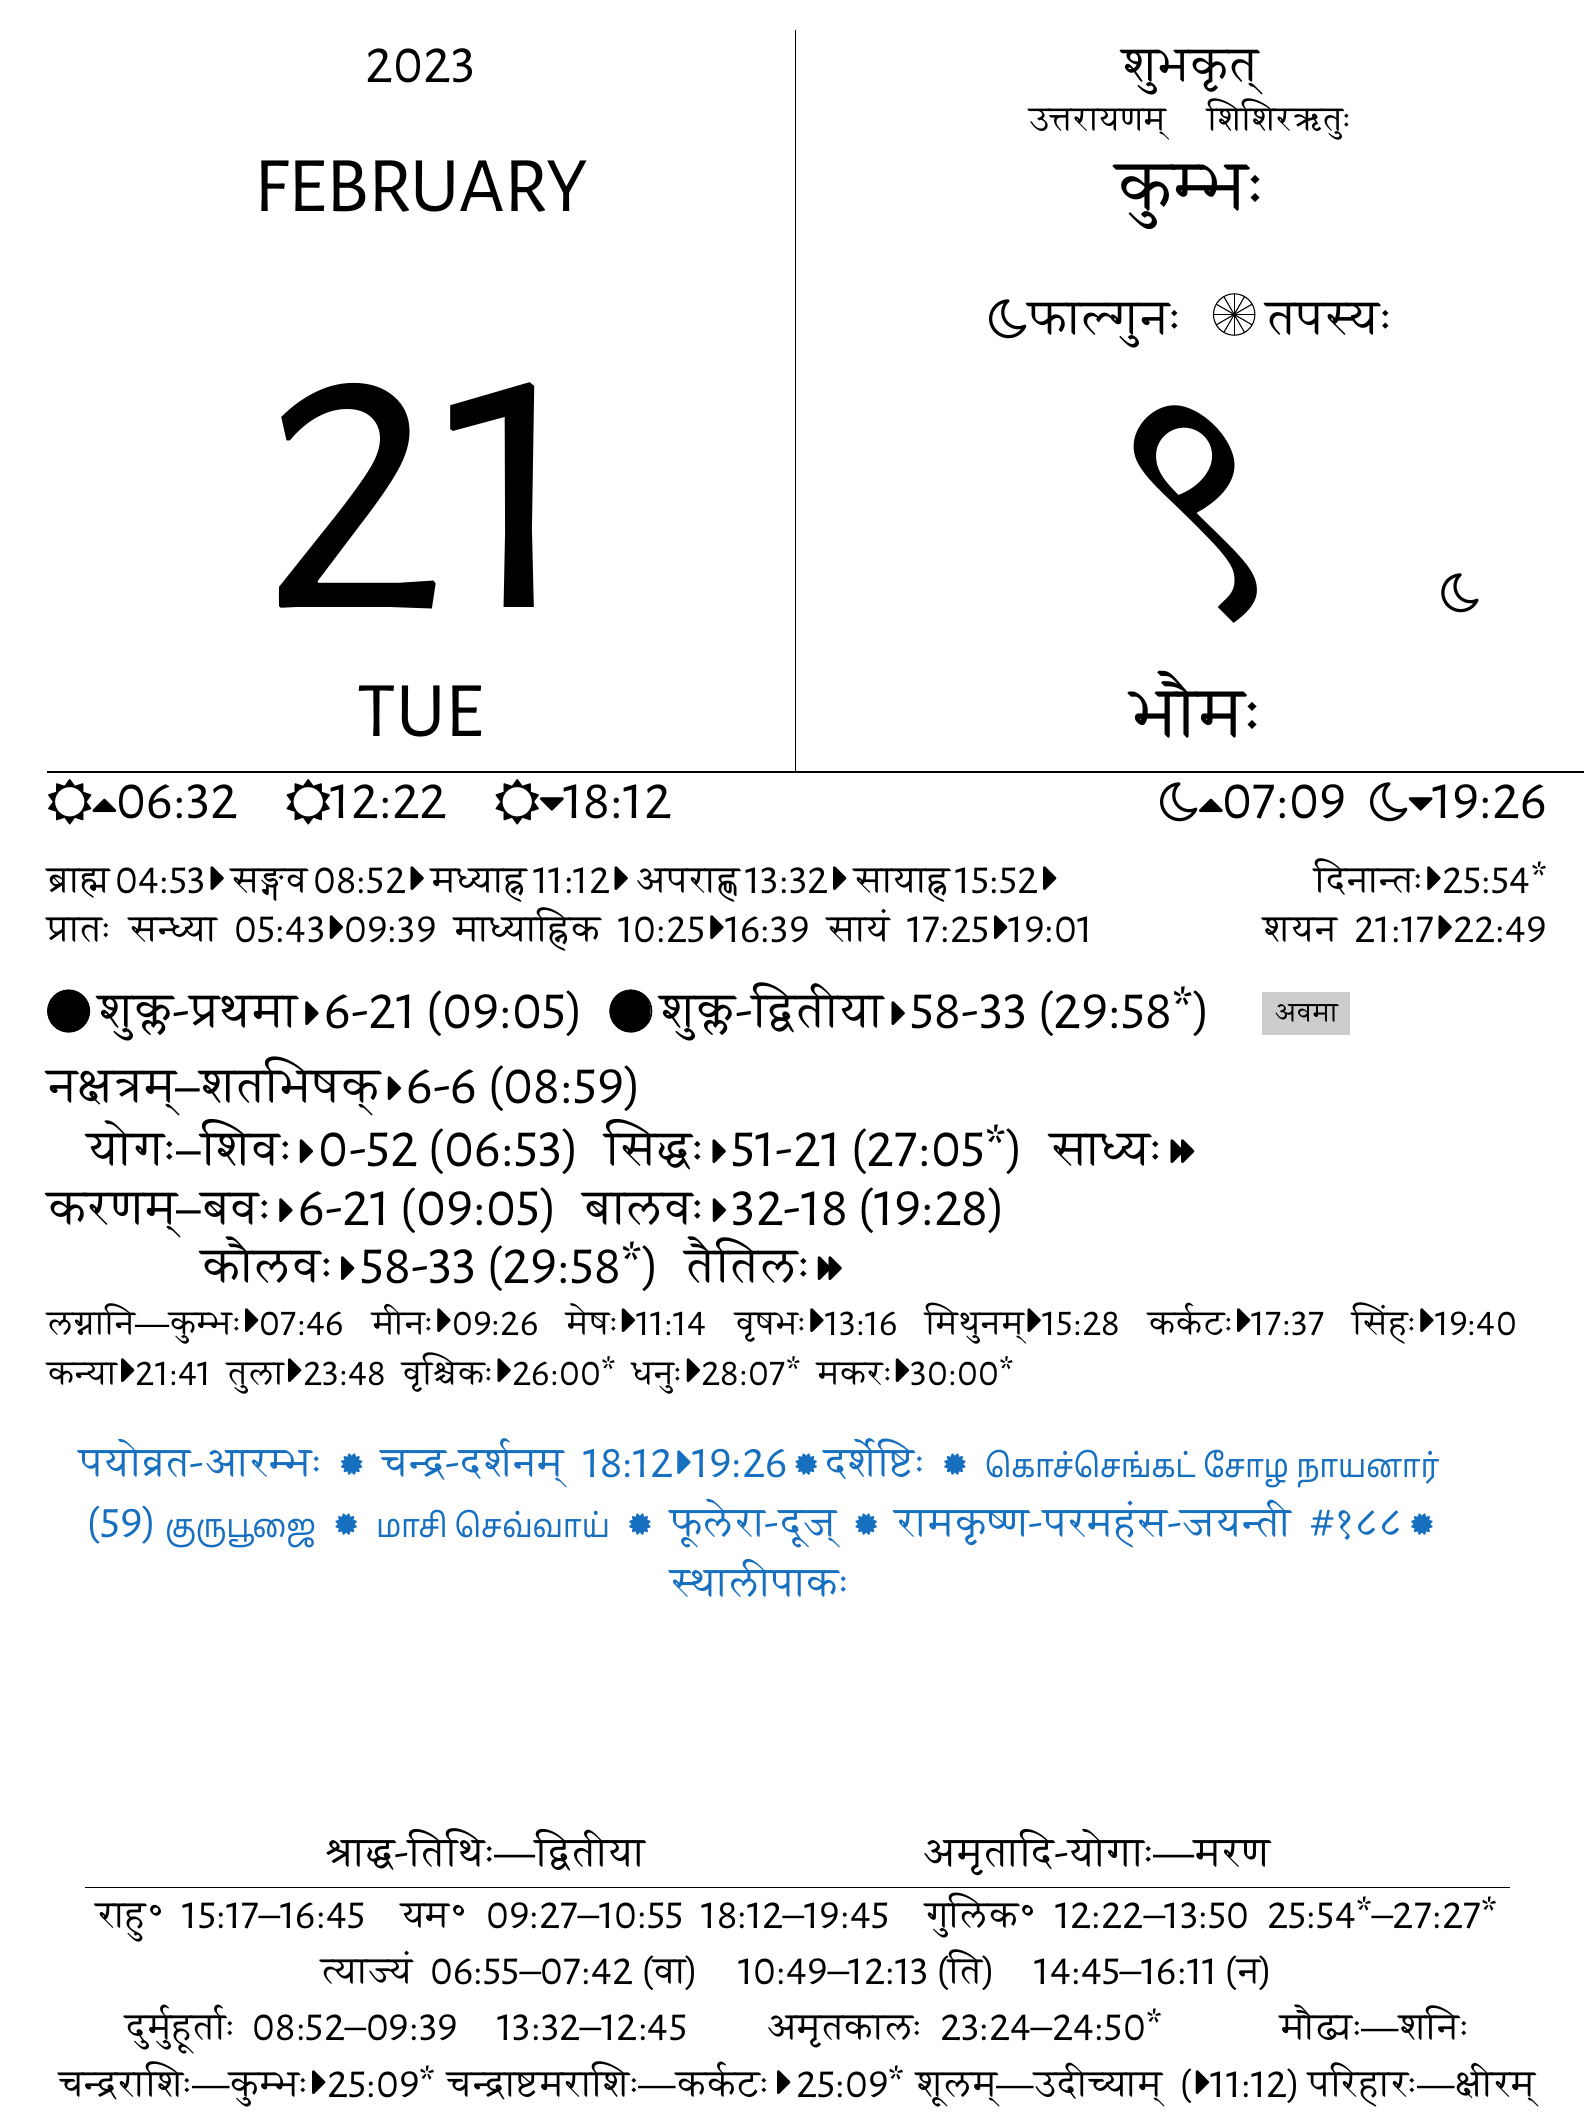 2023
FEBRUARY
21
TUE
शुभकृत्
उत्तरायणम् शिशिरऋतुः
कुम्भः
फाल्गुनः तपस्यः
९
भौमः
06:32 12:22 18:12 07:09 19:26
ब्राह्म 04:53 सङ्गव 08:52 मध्याह्न 11:12 अपराह्ण 13:32 सायाह्न 15:52 दिनान्तः 25:54*
प्रातः सन्ध्या 05:43 09:39 माध्याह्निक 10:25 16:39 सायं 17:25 19:01 शयन 21:17 22:49
शुक्ल-प्रथमा 6-21 (09:05) शुक्ल-द्वितीया 58-33 (29:58*) अवमा
नक्षत्रम्–शतभिषक् 6-6 (08:59)
योगः–शिवः 0-52 (06:53) सिद्धः 51-21 (27:05*) साध्यः
करणम्–बवः 6-21 (09:05) बालवः 32-18 (19:28)
कौलवः 58-33 (29:58*) तैतिलः
लग्नानि—कुम्भः 07:46 मीनः 09:26 मेषः 11:14 वृषभः 13:16 मिथुनम् 15:28 कर्कटः 17:37 सिंहः 19:40
कन्या 21:41 तुला 23:48 वृश्चिकः 26:00* धनुः 28:07* मकरः 30:00*
पयोव्रत-आरम्भः चन्द्र-दर्शनम् 18:12 19:26 दर्शेष्टिः கொச்செங்கட் சோழ நாயனார்
(59) குருபூஜை மாசி செவ்வாய் फूलेरा-दूज् रामकृष्ण-परमहंस-जयन्ती #१८८
स्थालीपाकः
श्राद्ध-तिथिः—द्वितीया अमृतादि-योगाः—मरण
राहु° 15:17–16:45 यम° 09:27–10:55 18:12–19:45 गुलिक° 12:22–13:50 25:54*–27:27*
त्याज्यं 06:55–07:42 (वा) 10:49–12:13 (ति) 14:45–16:11 (न)
दुर्मुहूर्ताः 08:52–09:39 13:32–12:45 अमृतकालः 23:24–24:50* मौढ्यः—शनिः
चन्द्रराशिः—कुम्भः 25:09* चन्द्राष्टमराशिः—कर्कटः 25:09* शूलम्—उदीच्याम् (11:12) परिहारः—क्षीरम्